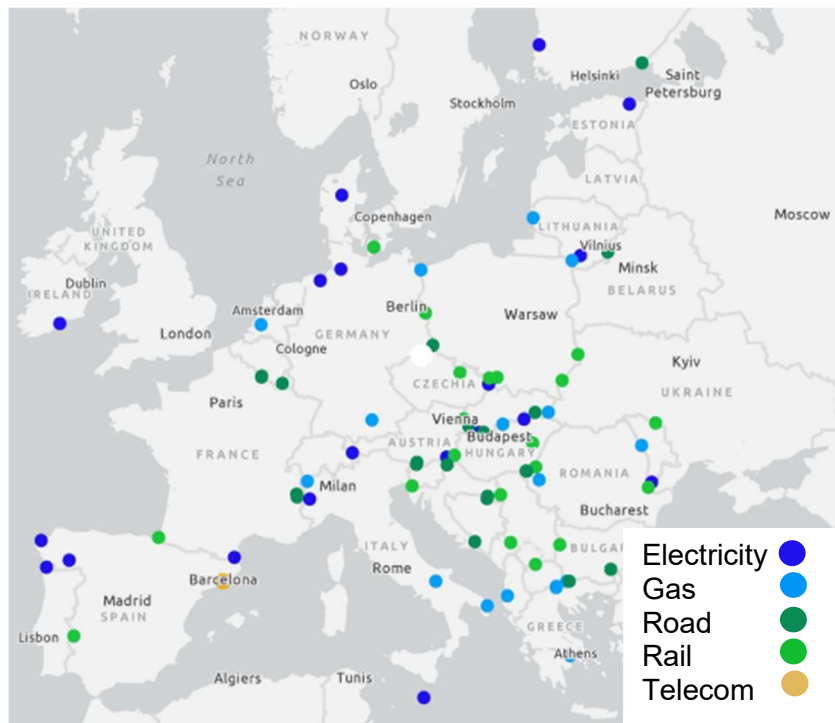 NORWAY
Oslo
Helsinki
Saint
Petersburg
Stockholm
ESTONIA
North
Sea
LATVIA
Copenhagen
Moscow
UNITED
KINGDOM
LITHUANIA
Vilnius
Minsk
Dublin
IRELAND
BELARUS
Amsterdam
Berlin
Warsaw
London
GERMANY
Cologne
Kyiv
CZECHIA
UKRAINE
Paris
Vienna
Budapest
AUSTRIA
HUNGARY
FRANCE
ROMANIA
Milan
Bucharest
ITALY
BULGAR
Rome
Barcelona
Madrid
SPAIN
Lisbon
GREECE
Athens
Algiers
Tunis
Electricity
Gas
Road
Rail
Telecom